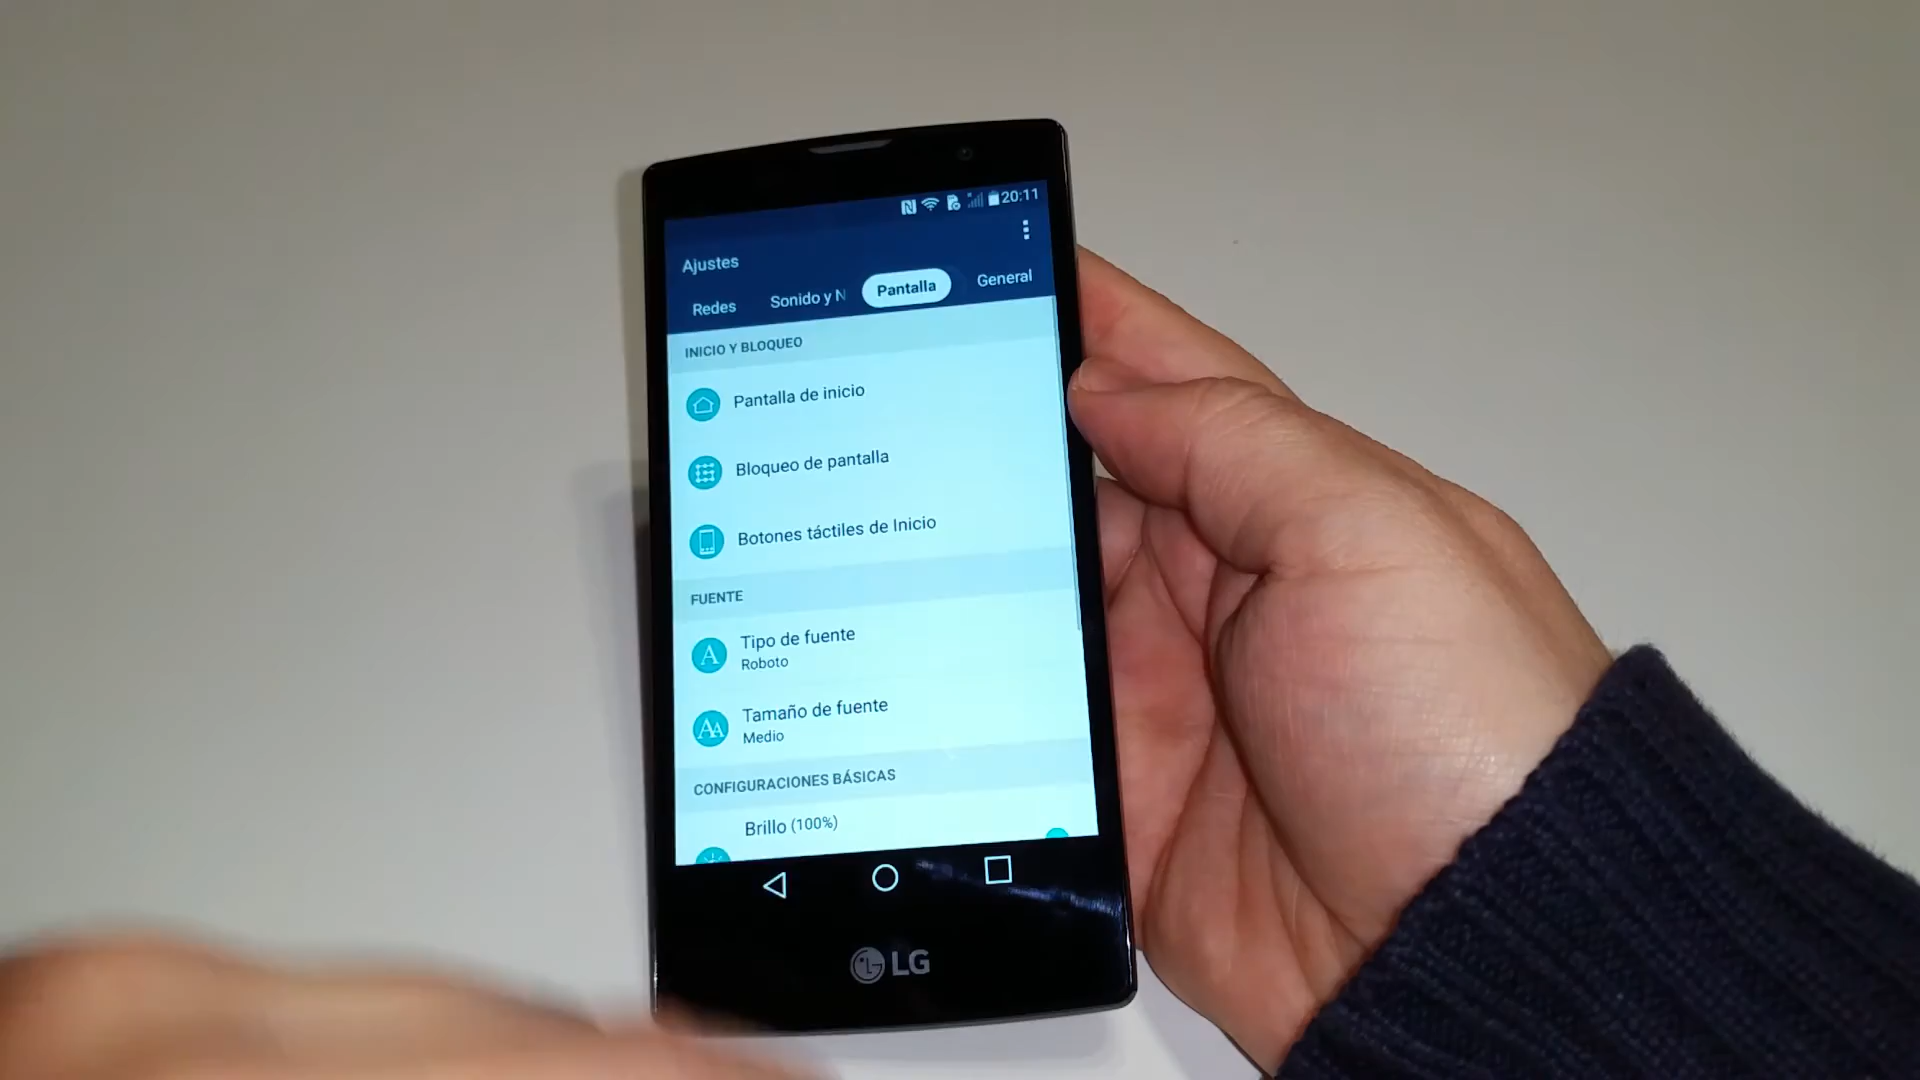 20:11
Ajustes
Redes Sonido y N Pantalla General
INICIO Y BLOQUEO
Pantalla de inicio
Bloqueo de pantalla
Botones táctiles de Inicio
FUENTE
Tipo de fuente
Roboto
Tamaño de fuente
Medio
CONFIGURACIONES BÁSICAS
Brillo (100%)
LG